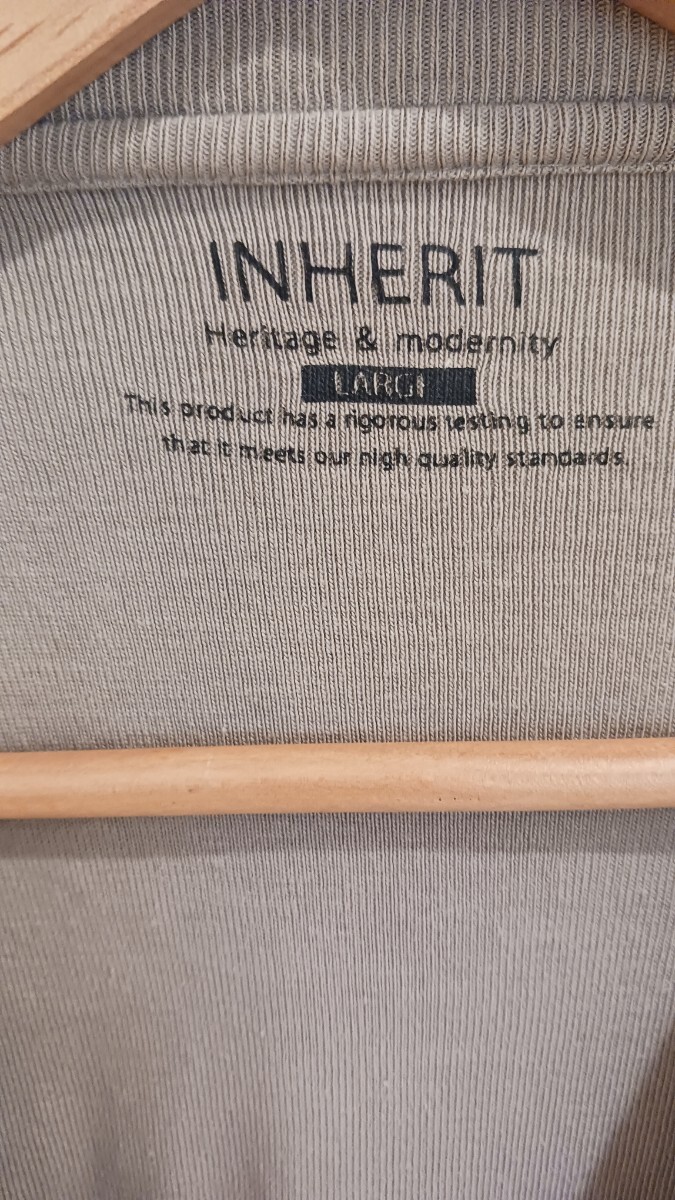 INHERIT
Heritage & modernity
LARGE
This product has a rigorous testing to ensure
that it meets our high quality standards.